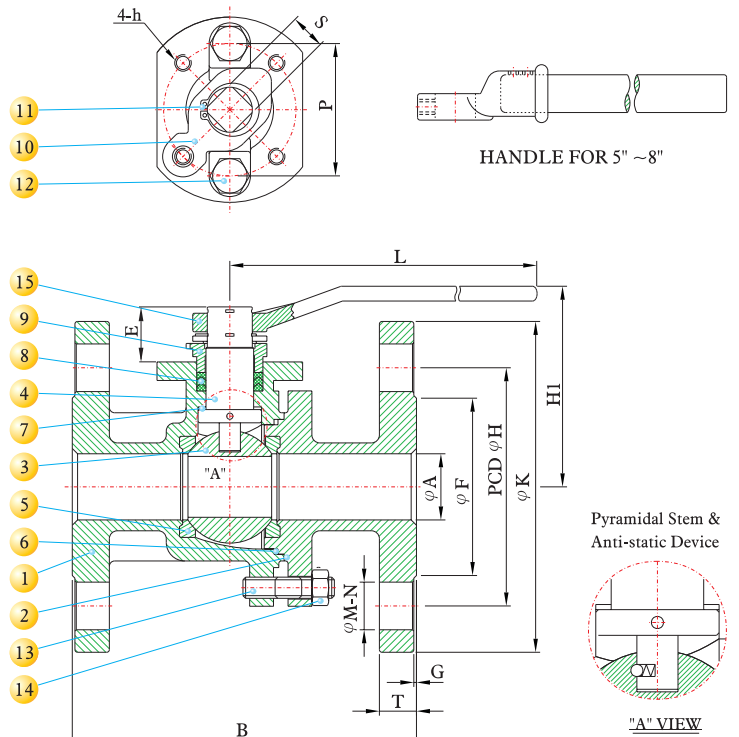 4-h
S
P
11
10
12
HANDLE FOR 5" ~8"
L
15
9
8
4
7
3
5
6
1
2
13
14
E
"A"
H1
φA
φF
PCD φH
φK
φM-N
G
T
B
Pyramidal Stem &
Anti-static Device
"A" VIEW